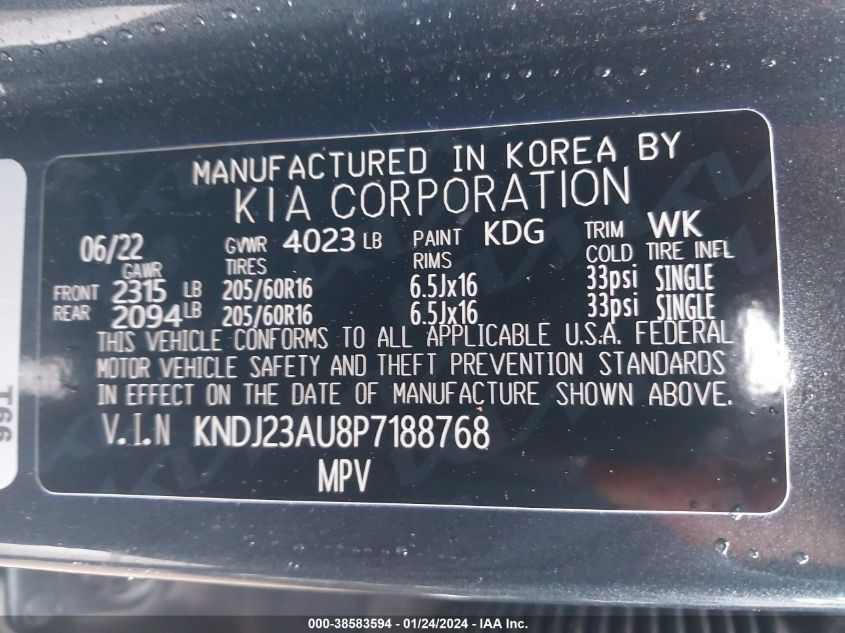 MANUFACTURED IN KOREA BY
KIA CORPORATION
06/22 GVWR 4023 LB PAINT KDG TRIM WK
GAWR TIRES RIMS COLD TIRE INFL
FRONT 2315 LB 205/60R16 6.5Jx16 33psi SINGLE
REAR 2094 LB 205/60R16 6.5Jx16 33psi SINGLE
THIS VEHICLE CONFORMS TO ALL APPLICABLE U.S.A. FEDERAL
MOTOR VEHICLE SAFETY AND THEFT PREVENTION STANDARDS
IN EFFECT ON THE DATE OF MANUFACTURE SHOWN ABOVE.
V.I.N KNDJ23AU8P7188768
MPV
000-38583594 - 01/24/2024 - IAA Inc.